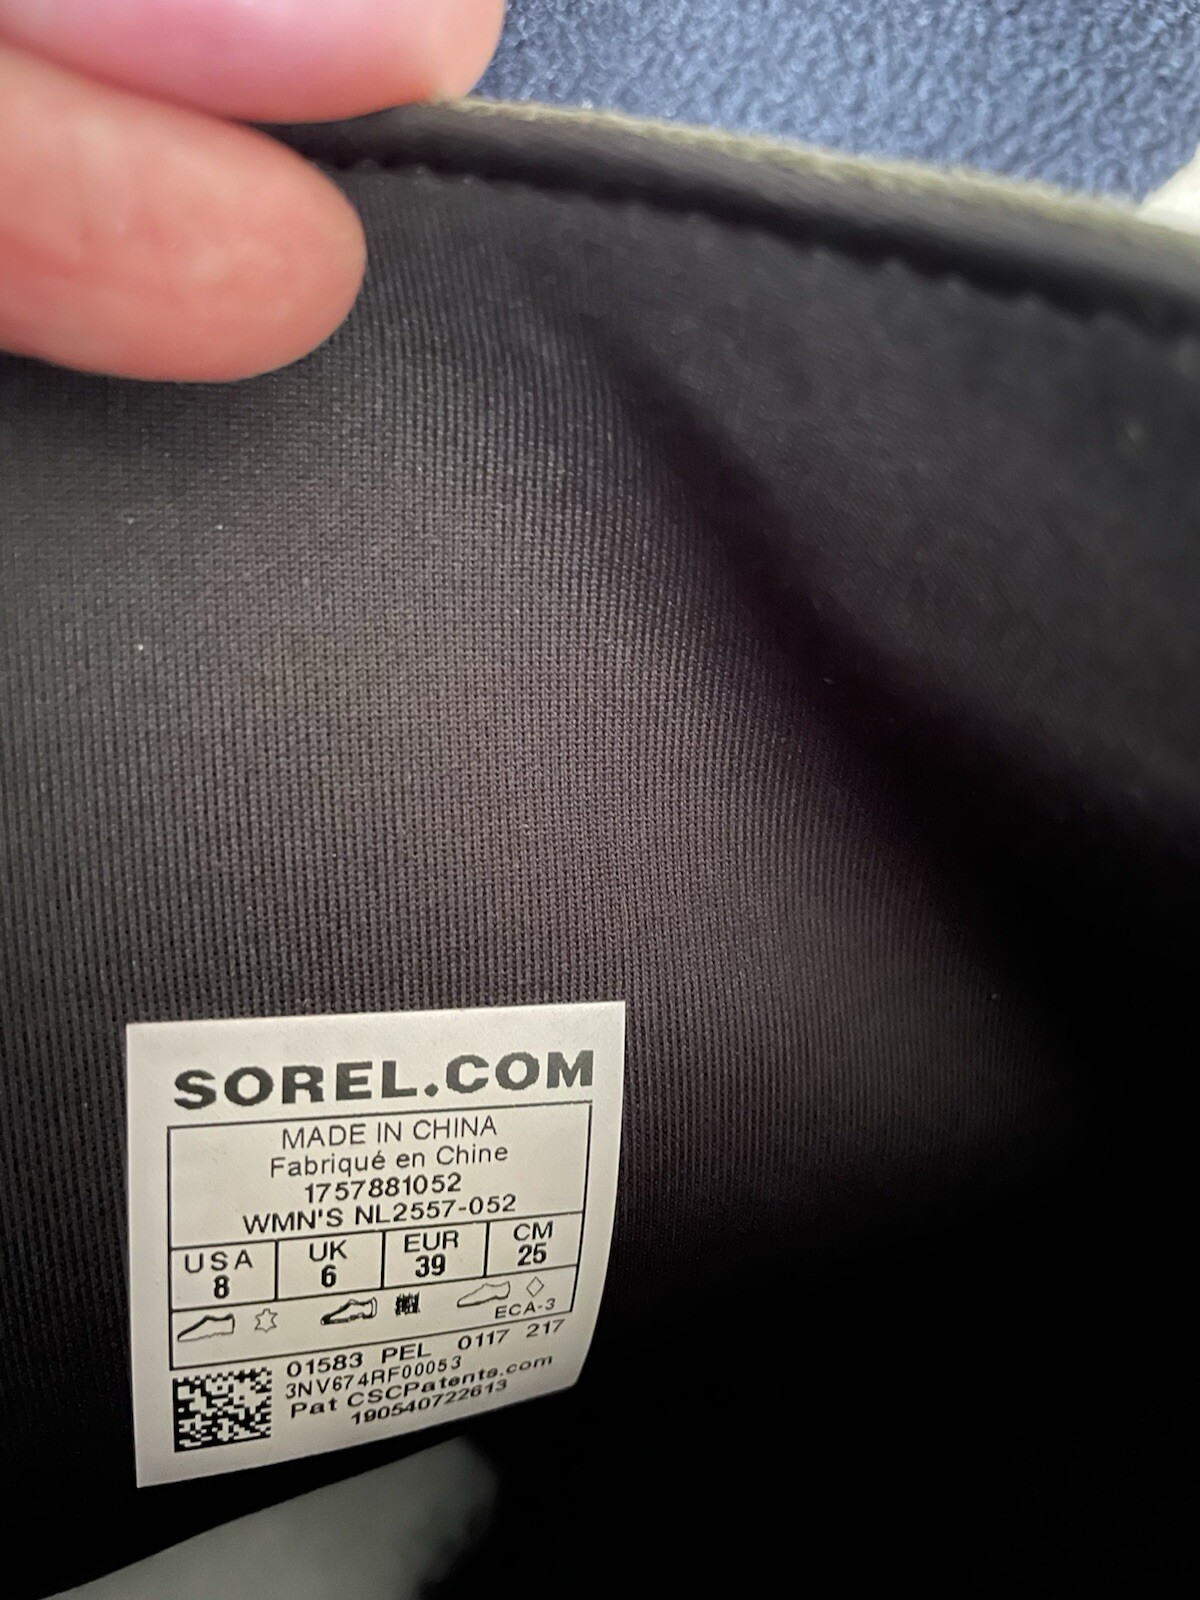 SOREL.COM
MADE IN CHINA
Fabriqué en Chine
1757881052
WMN'S NL2557-052
USA UK EUR CM
8 6 39 25
ECA-3
01583 PEL 0117 217
3NV674RF00053
Pat CSCPatents.com
190540722613